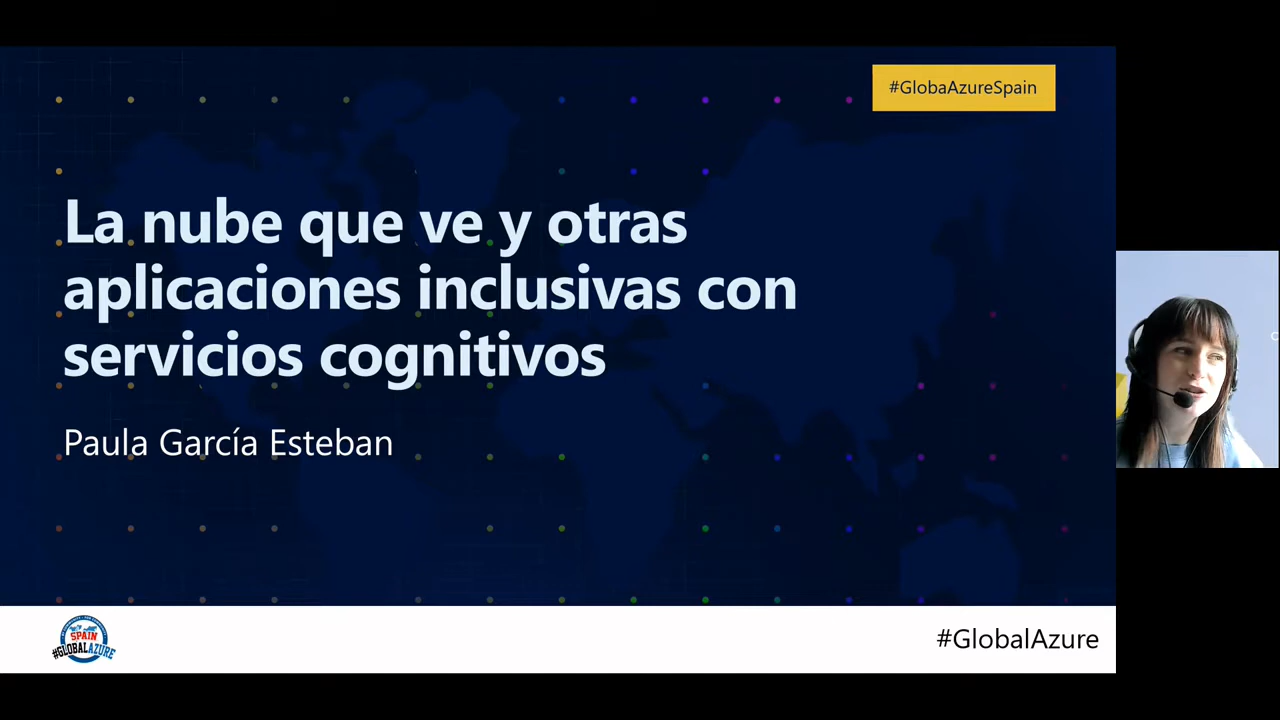 #GlobaAzureSpain
La nube que ve y otras
aplicaciones inclusivas con
servicios cognitivos
Paula García Esteban
SPAIN
#GLOBALAZURE
#GlobalAzure